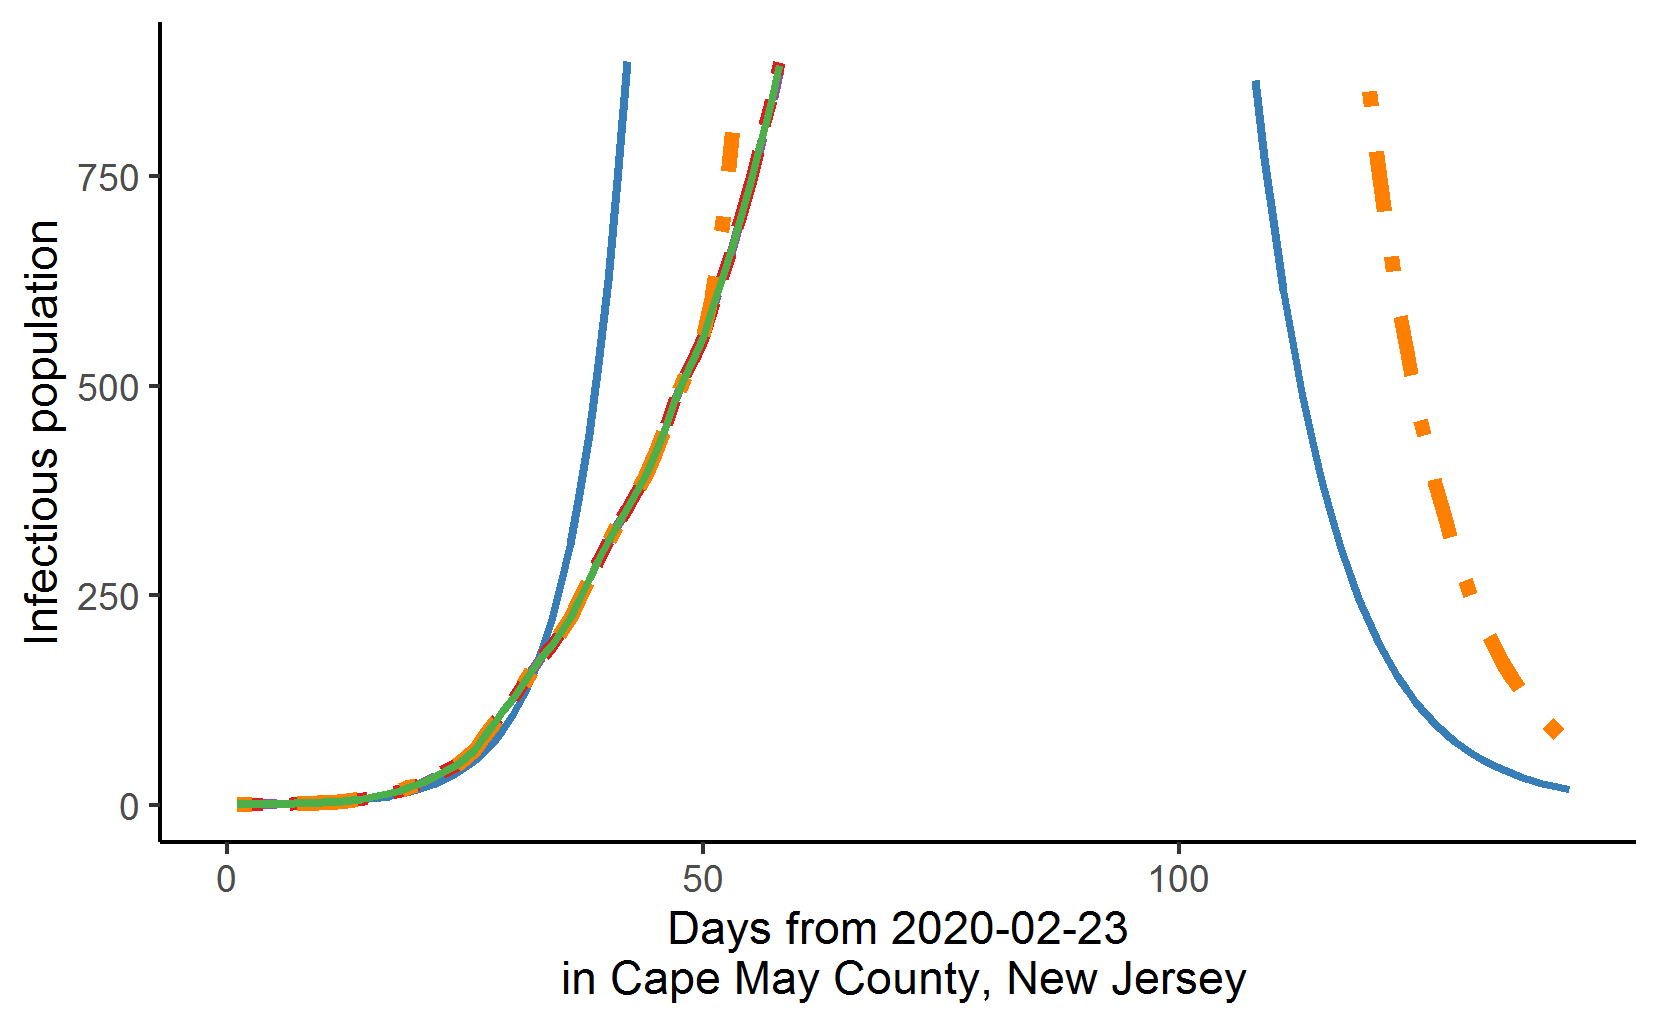 Infectious population
750
500
250
0
0 50 100
Days from 2020-02-23
in Cape May County, New Jersey